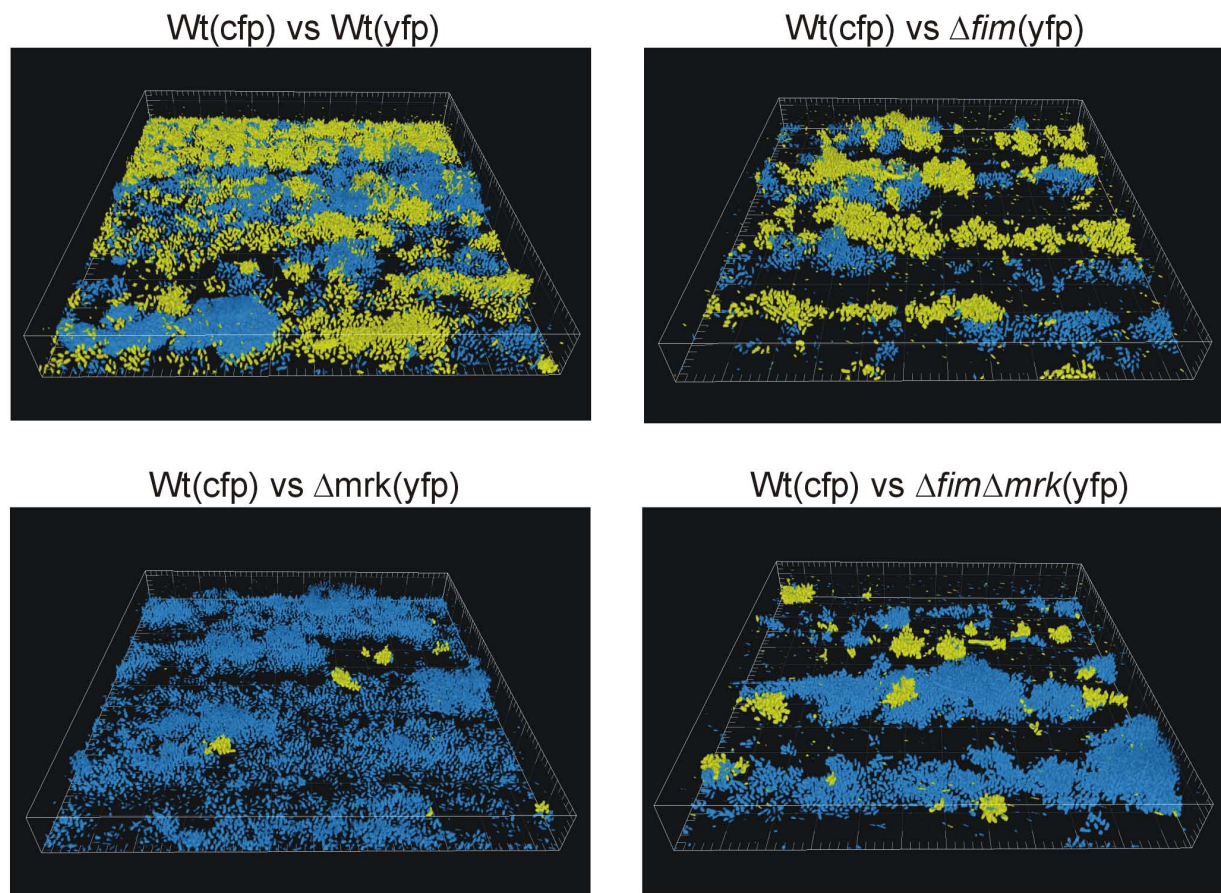 Wt(cfp) vs Wt(yfp)
Wt(cfp) vs Δfim(yfp)
Wt(cfp) vs Δmrk(yfp)
Wt(cfp) vs ΔfimΔmrk(yfp)